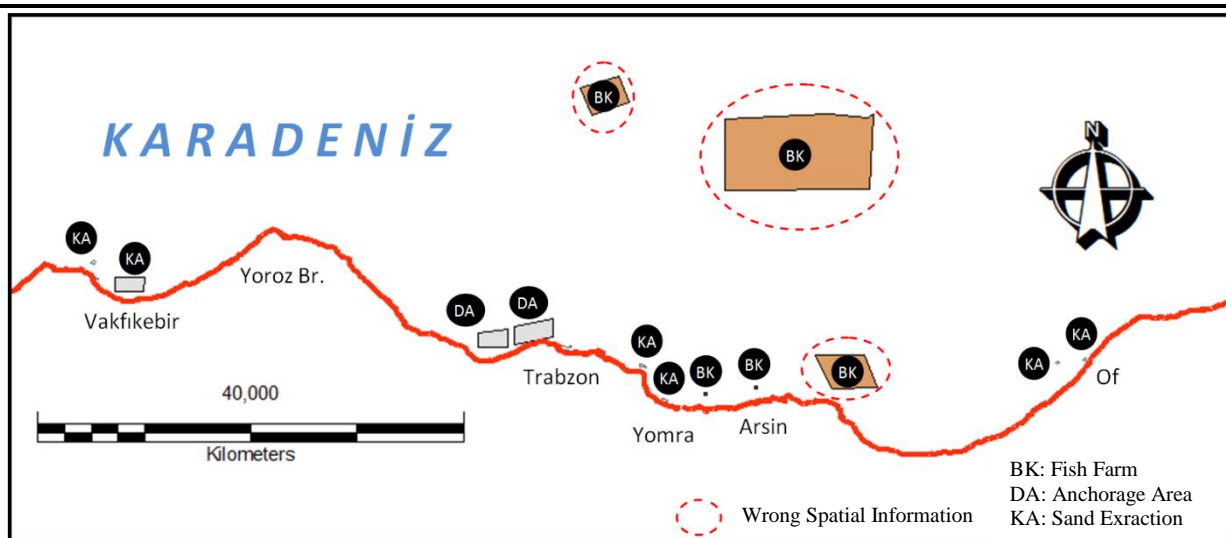 BK
BK
KARADENİZ
N
KA
KA
Yoroz Br.
Vakfıkebir
DA
DA
Trabzon
KA
KA
BK
BK
BK
KA
KA
Of
Yomra
Arsin
40,000
Kilometers
Wrong Spatial Information
BK: Fish Farm
DA: Anchorage Area
KA: Sand Exraction